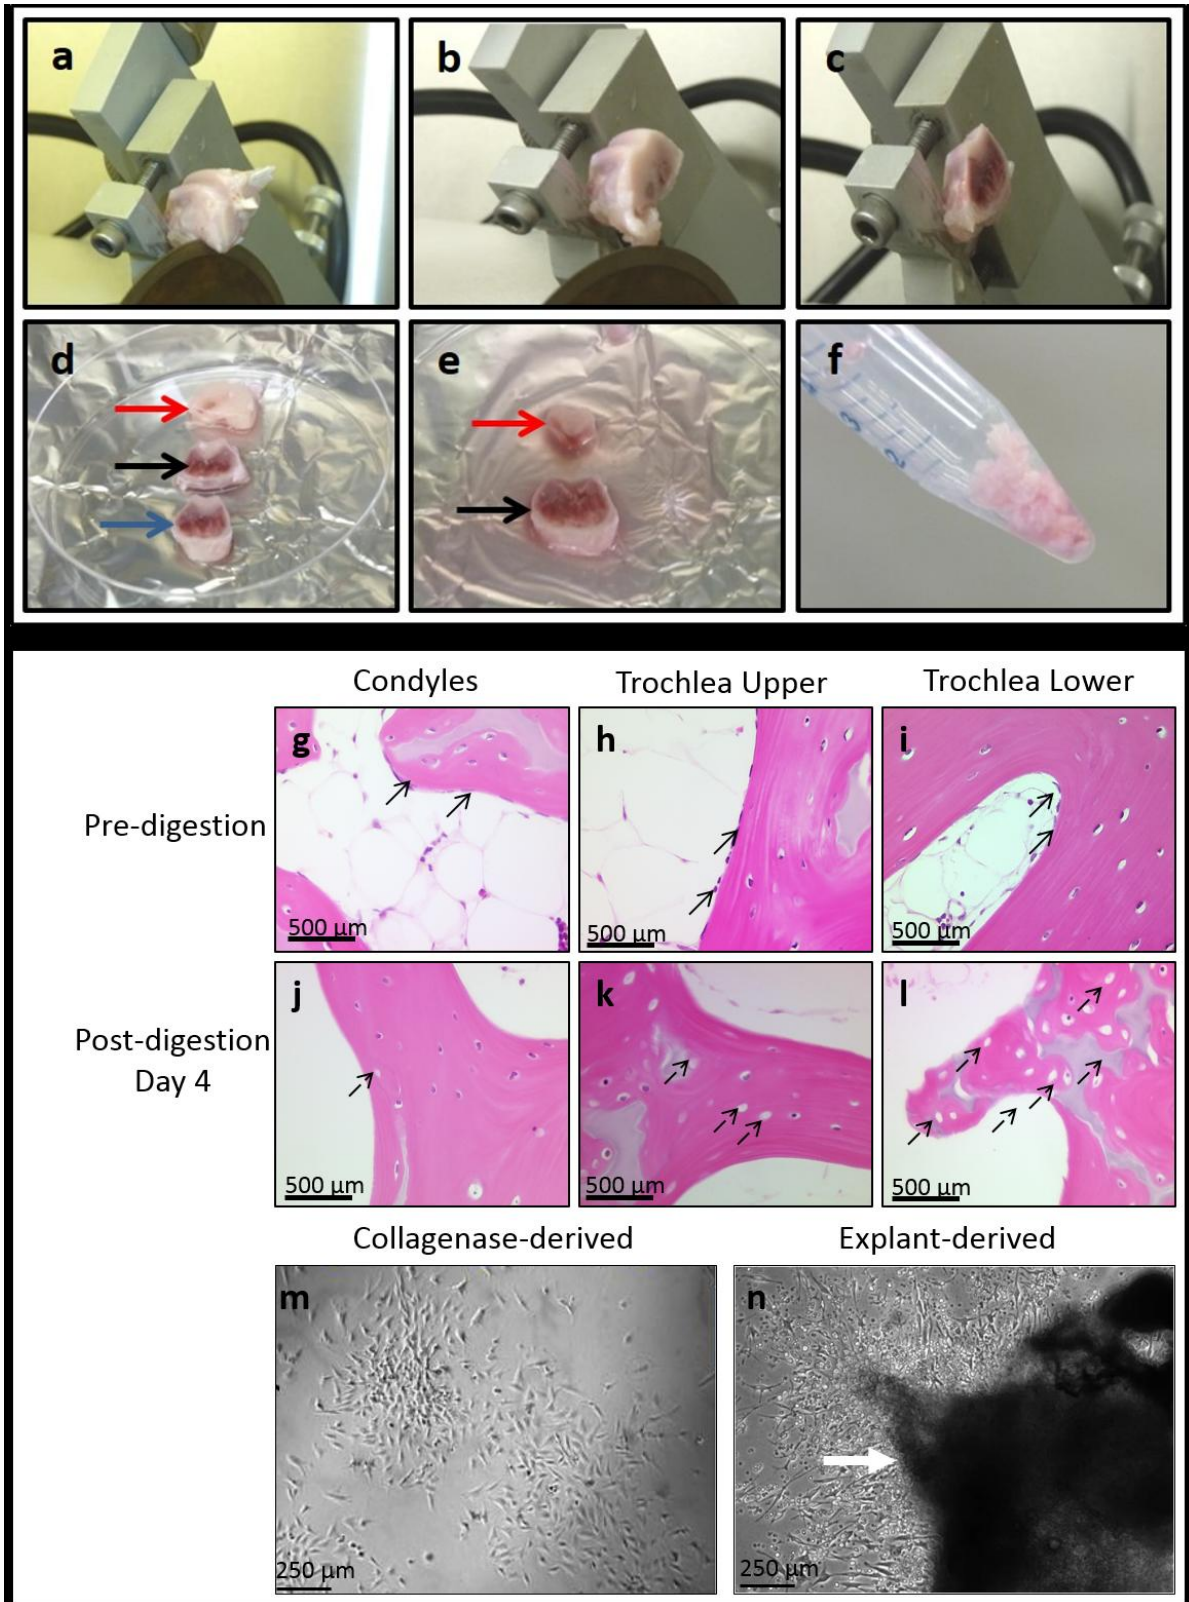 a
b
c
d
e
f
Condyles
Trochlea Upper
Trochlea Lower
Pre-digestion
g
500 µm
h
500 µm
i
500 µm
Post-digestion
Day 4
j
500 µm
k
500 µm
l
500 µm
Collagenase-derived
Explant-derived
m
250 µm
n
250 µm